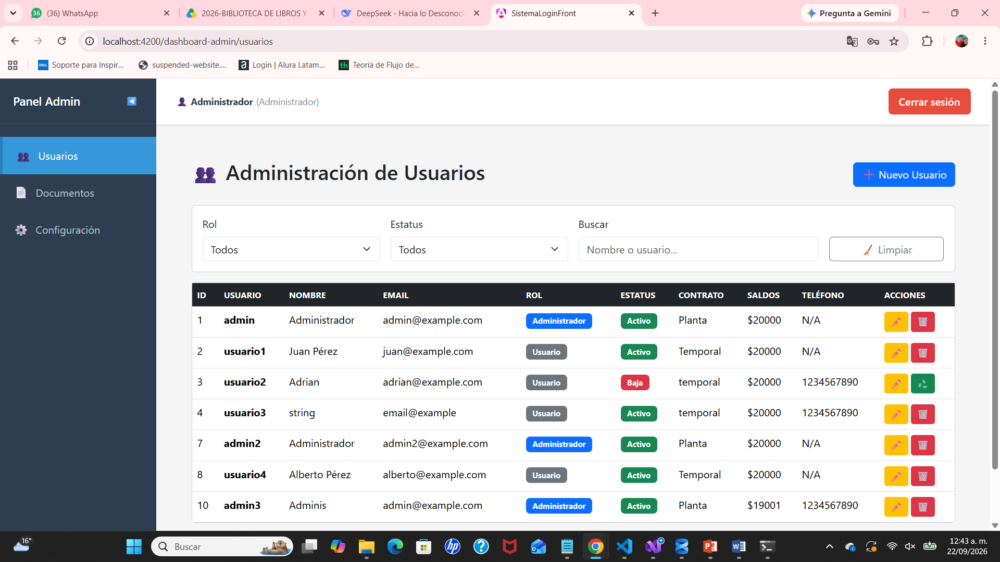 36 (36) WhatsApp
2026-BIBLIOTECA DE LIBROS Y
DeepSeek - Hacia lo Desconoci
SistemaLoginFront
Pregunta a Gemini
localhost:4200/dashboard-admin/usuarios
Soporte para Inspir...
suspended-website....
Login | Alura Latam...
Teoría de Flujo de...
Panel Admin
Administrador (Administrador)
Cerrar sesión
Usuarios
Documentos
Configuración
Administración de Usuarios
Nuevo Usuario
Rol Estatus Buscar
Todos Todos Nombre o usuario... Limpiar
ID USUARIO NOMBRE EMAIL ROL ESTATUS CONTRATO SALDOS TELÉFONO ACCIONES
1 admin Administrador admin@example.com Administrador Activo Planta $20000 N/A
2 usuario1 Juan Pérez juan@example.com Usuario Activo Temporal $20000 N/A
3 usuario2 Adrian adrian@example.com Usuario Baja temporal $20000 1234567890
4 usuario3 string email@example Usuario Activo temporal $20000 1234567890
7 admin2 Administrador admin2@example.com Administrador Activo Planta $20000 N/A
8 usuario4 Alberto Pérez alberto@example.com Usuario Activo Temporal $20000 N/A
10 admin3 Adminis admin@example.com Administrador Activo Planta $19001 1234567890
16°
Buscar
12:43 a. m.
22/09/2026